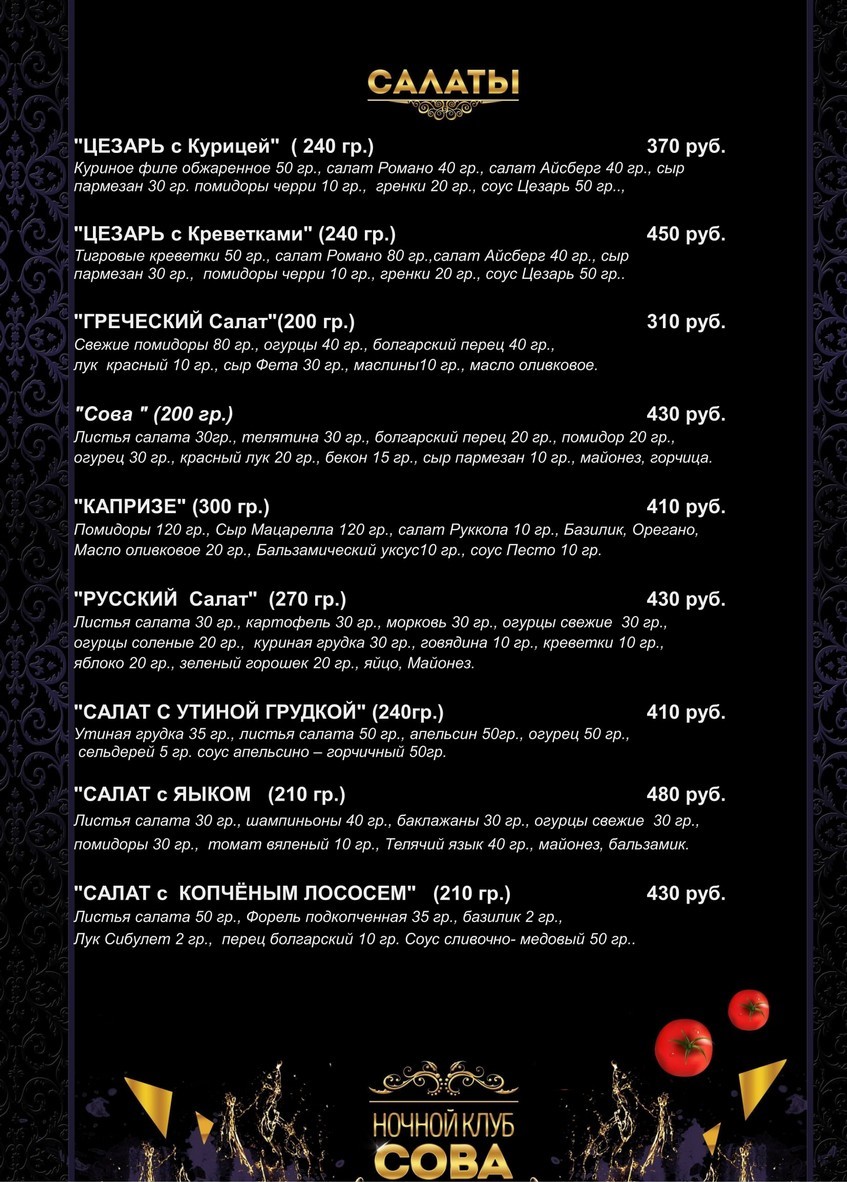 САЛАТЫ
"ЦЕЗАРЬ с Курицей" ( 240 гр.) 370 руб.
Куриное филе обжаренное 50 гр., салат Романо 40 гр., салат Айсберг 40 гр., сыр
пармезан 30 гр. помидоры черри 10 гр., гренки 20 гр., соус Цезарь 50 гр..,
"ЦЕЗАРЬ с Креветками" (240 гр.) 450 руб.
Тигровые креветки 50 гр., салат Романо 80 гр.,салат Айсберг 40 гр., сыр
пармезан 30 гр., помидоры черри 10 гр., гренки 20 гр., соус Цезарь 50 гр..
"ГРЕЧЕСКИЙ Салат"(200 гр.) 310 руб.
Свежие помидоры 80 гр., огурцы 40 гр., болгарский перец 40 гр.,
лук красный 10 гр., сыр Фета 30 гр., маслины10 гр., масло оливковое.
"Сова " (200 гр.) 430 руб.
Листья салата 30гр., телятина 30 гр., болгарский перец 20 гр., помидор 20 гр.,
огурец 30 гр., красный лук 20 гр., бекон 15 гр., сыр пармезан 10 гр., майонез, горчица.
"КАПРИЗЕ" (300 гр.) 410 руб.
Помидоры 120 гр., Сыр Мацарелла 120 гр., салат Руккола 10 гр., Базилик, Орегано,
Масло оливковое 20 гр., Бальзамический уксус10 гр., соус Песто 10 гр.
"РУССКИЙ Салат" (270 гр.) 430 руб.
Листья салата 30 гр., картофель 30 гр., морковь 30 гр., огурцы свежие 30 гр.,
огурцы соленые 20 гр., куриная грудка 30 гр., говядина 10 гр., креветки 10 гр.,
яблоко 20 гр., зеленый горошек 20 гр., яйцо, Майонез.
"САЛАТ С УТИНОЙ ГРУДКОЙ" (240гр.) 410 руб.
Утиная грудка 35 гр., листья салата 50 гр., апельсин 50гр., огурец 50 гр.,
сельдерей 5 гр. соус апельсино – горчичный 50гр.
"САЛАТ с ЯЫКОМ (210 гр.) 480 руб.
Листья салата 30 гр., шампиньоны 40 гр., баклажаны 30 гр., огурцы свежие 30 гр.,
помидоры 30 гр., томат вяленый 10 гр., Телячий язык 40 гр., майонез, бальзамик.
"САЛАТ с КОПЧЁНЫМ ЛОСОСЕМ" (210 гр.) 430 руб.
Листья салата 50 гр., Форель подкопченная 35 гр., базилик 2 гр.,
Лук Сибулет 2 гр., перец болгарский 10 гр. Соус сливочно- медовый 50 гр..
НОЧНОЙ КЛУБ
СОВА